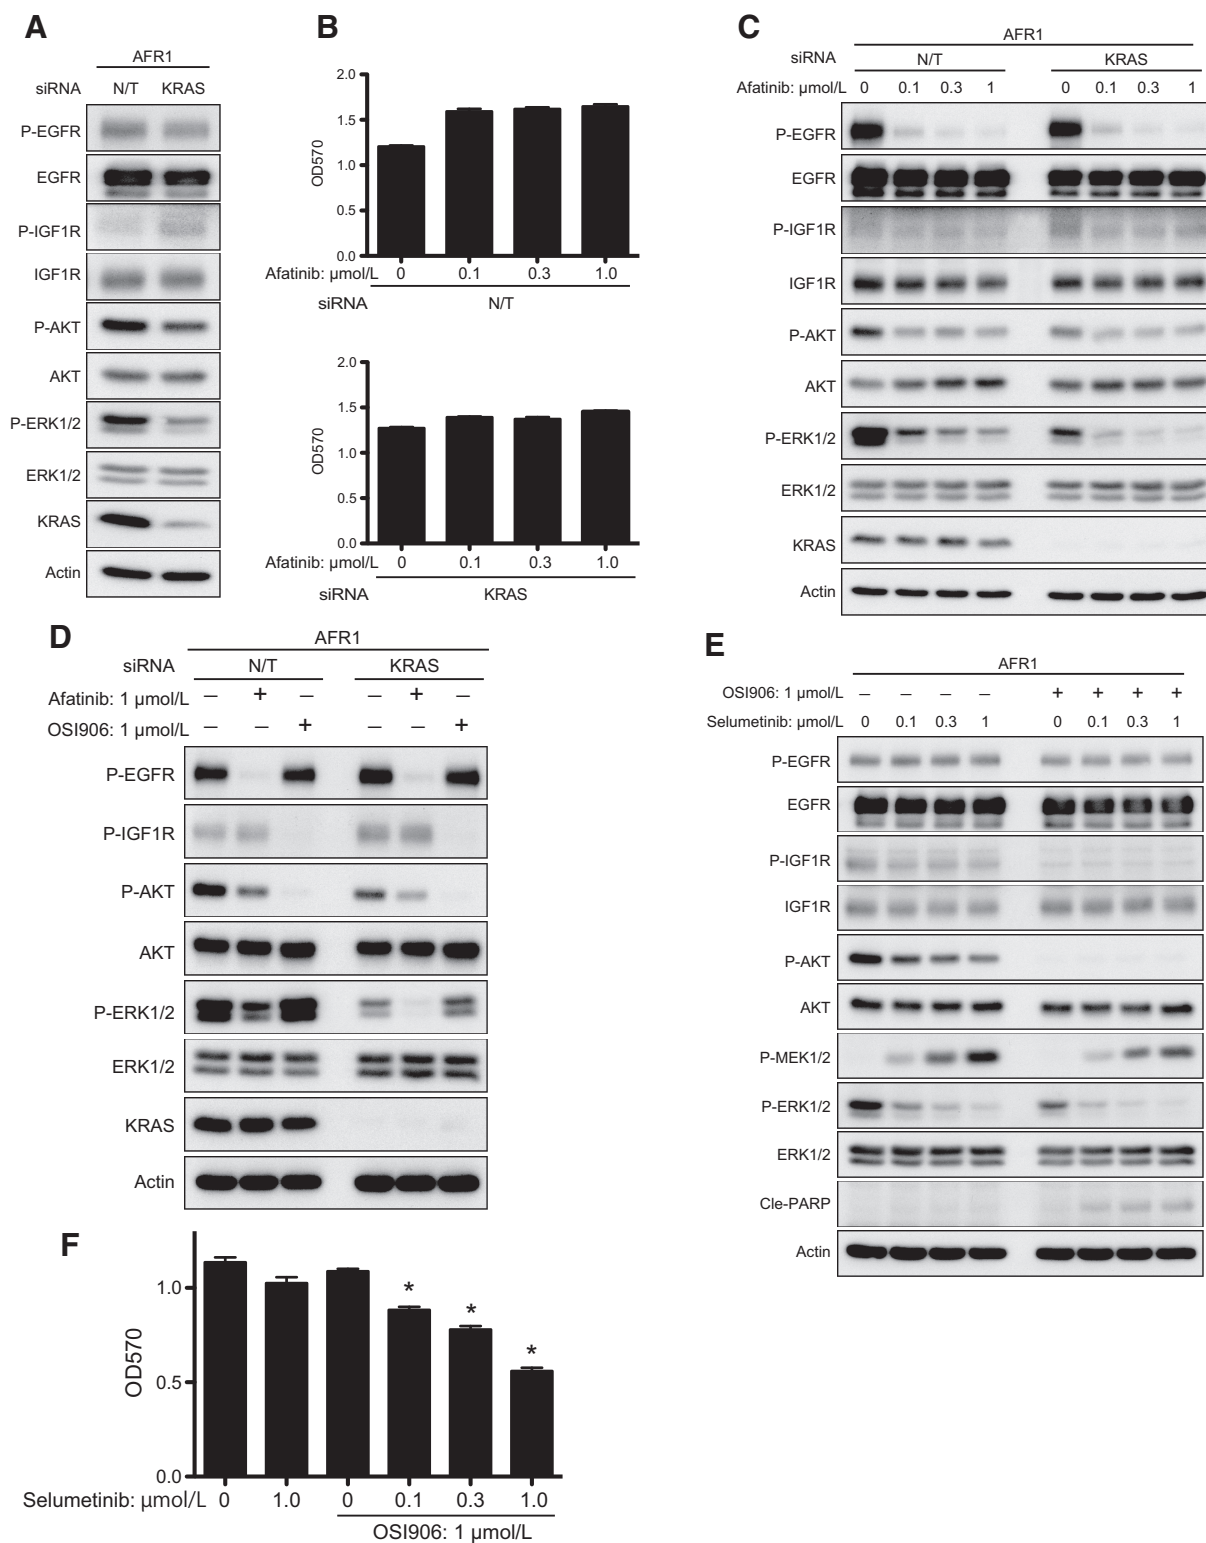 A
AFR1
siRNA N/T KRAS
P-EGFR
EGFR
P-IGF1R
IGF1R
P-AKT
AKT
P-ERK1/2
ERK1/2
KRAS
Actin
B
2.0
1.5
1.0
0.5
0.0
OD570
Afatinib: μmol/L 0 0.1 0.3 1.0
siRNA N/T
2.0
1.5
1.0
0.5
0.0
OD570
Afatinib: μmol/L 0 0.1 0.3 1.0
siRNA KRAS
C
AFR1
siRNA N/T KRAS
Afatinib: μmol/L 0 0.1 0.3 1 0 0.1 0.3 1
P-EGFR
EGFR
P-IGF1R
IGF1R
P-AKT
AKT
P-ERK1/2
ERK1/2
KRAS
Actin
D
AFR1
siRNA N/T KRAS
Afatinib: 1 μmol/L – + – – + –
OSI906: 1 μmol/L – – + – – +
P-EGFR
P-IGF1R
P-AKT
AKT
P-ERK1/2
ERK1/2
KRAS
Actin
E
AFR1
OSI906: 1 μmol/L – – – – + + + +
Selumetinib: μmol/L 0 0.1 0.3 1 0 0.1 0.3 1
P-EGFR
EGFR
P-IGF1R
IGF1R
P-AKT
AKT
P-MEK1/2
P-ERK1/2
ERK1/2
Cle-PARP
Actin
F
1.0
0.5
0.0
OD570
* * *
Selumetinib: μmol/L 0 1.0 0 0.1 0.3 1.0
OSI906: 1 μmol/L